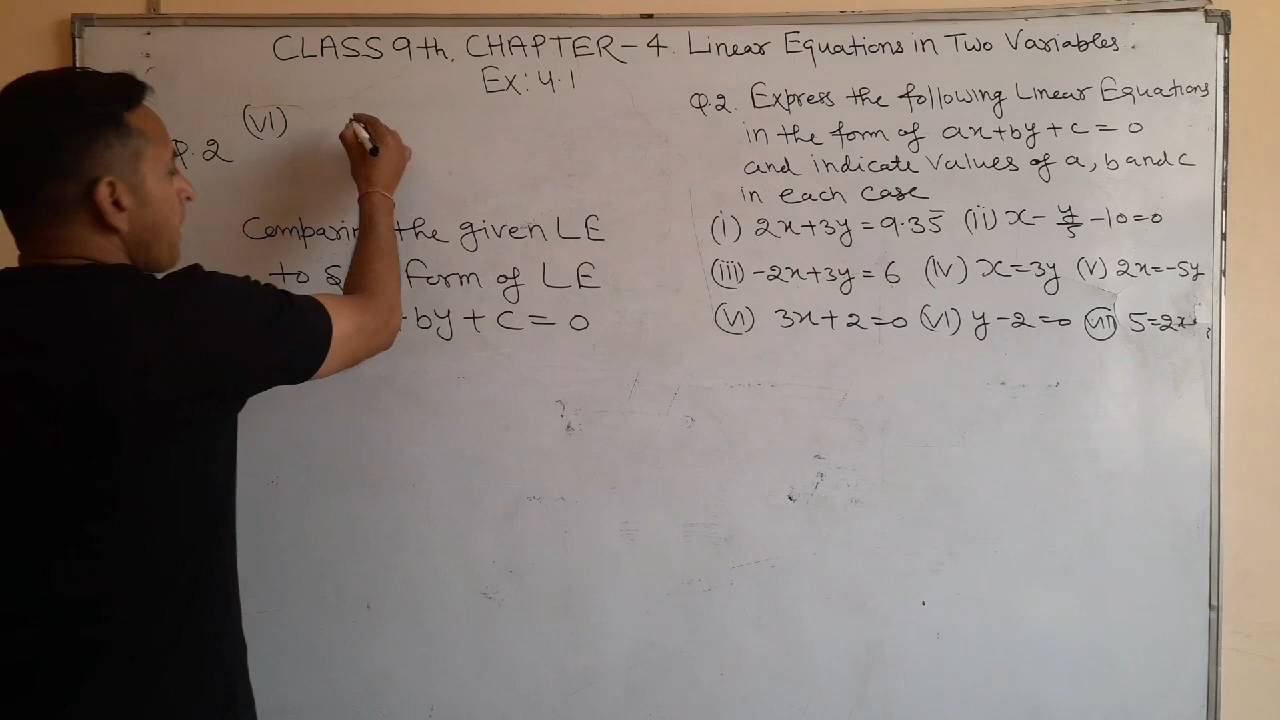 CLASS 9th, CHAPTER-4. Linear Equations in Two Variables.
Ex: 4.1
Q.2 (VI)
Comparing the given LE
to form of LE
by + c = 0
Q.2. Express the following Linear Equations
in the form of ax+by+c=0
and indicate values of a, b and c
in each case
(i) 2x+3y=9.35 (ii) x-y/5-10=0
(iii) -2x+3y=6 (iv) x=3y (v) 2x=-5y
(VI) 3x+2=0 (VI) y-2=0 (VII) 5=2x